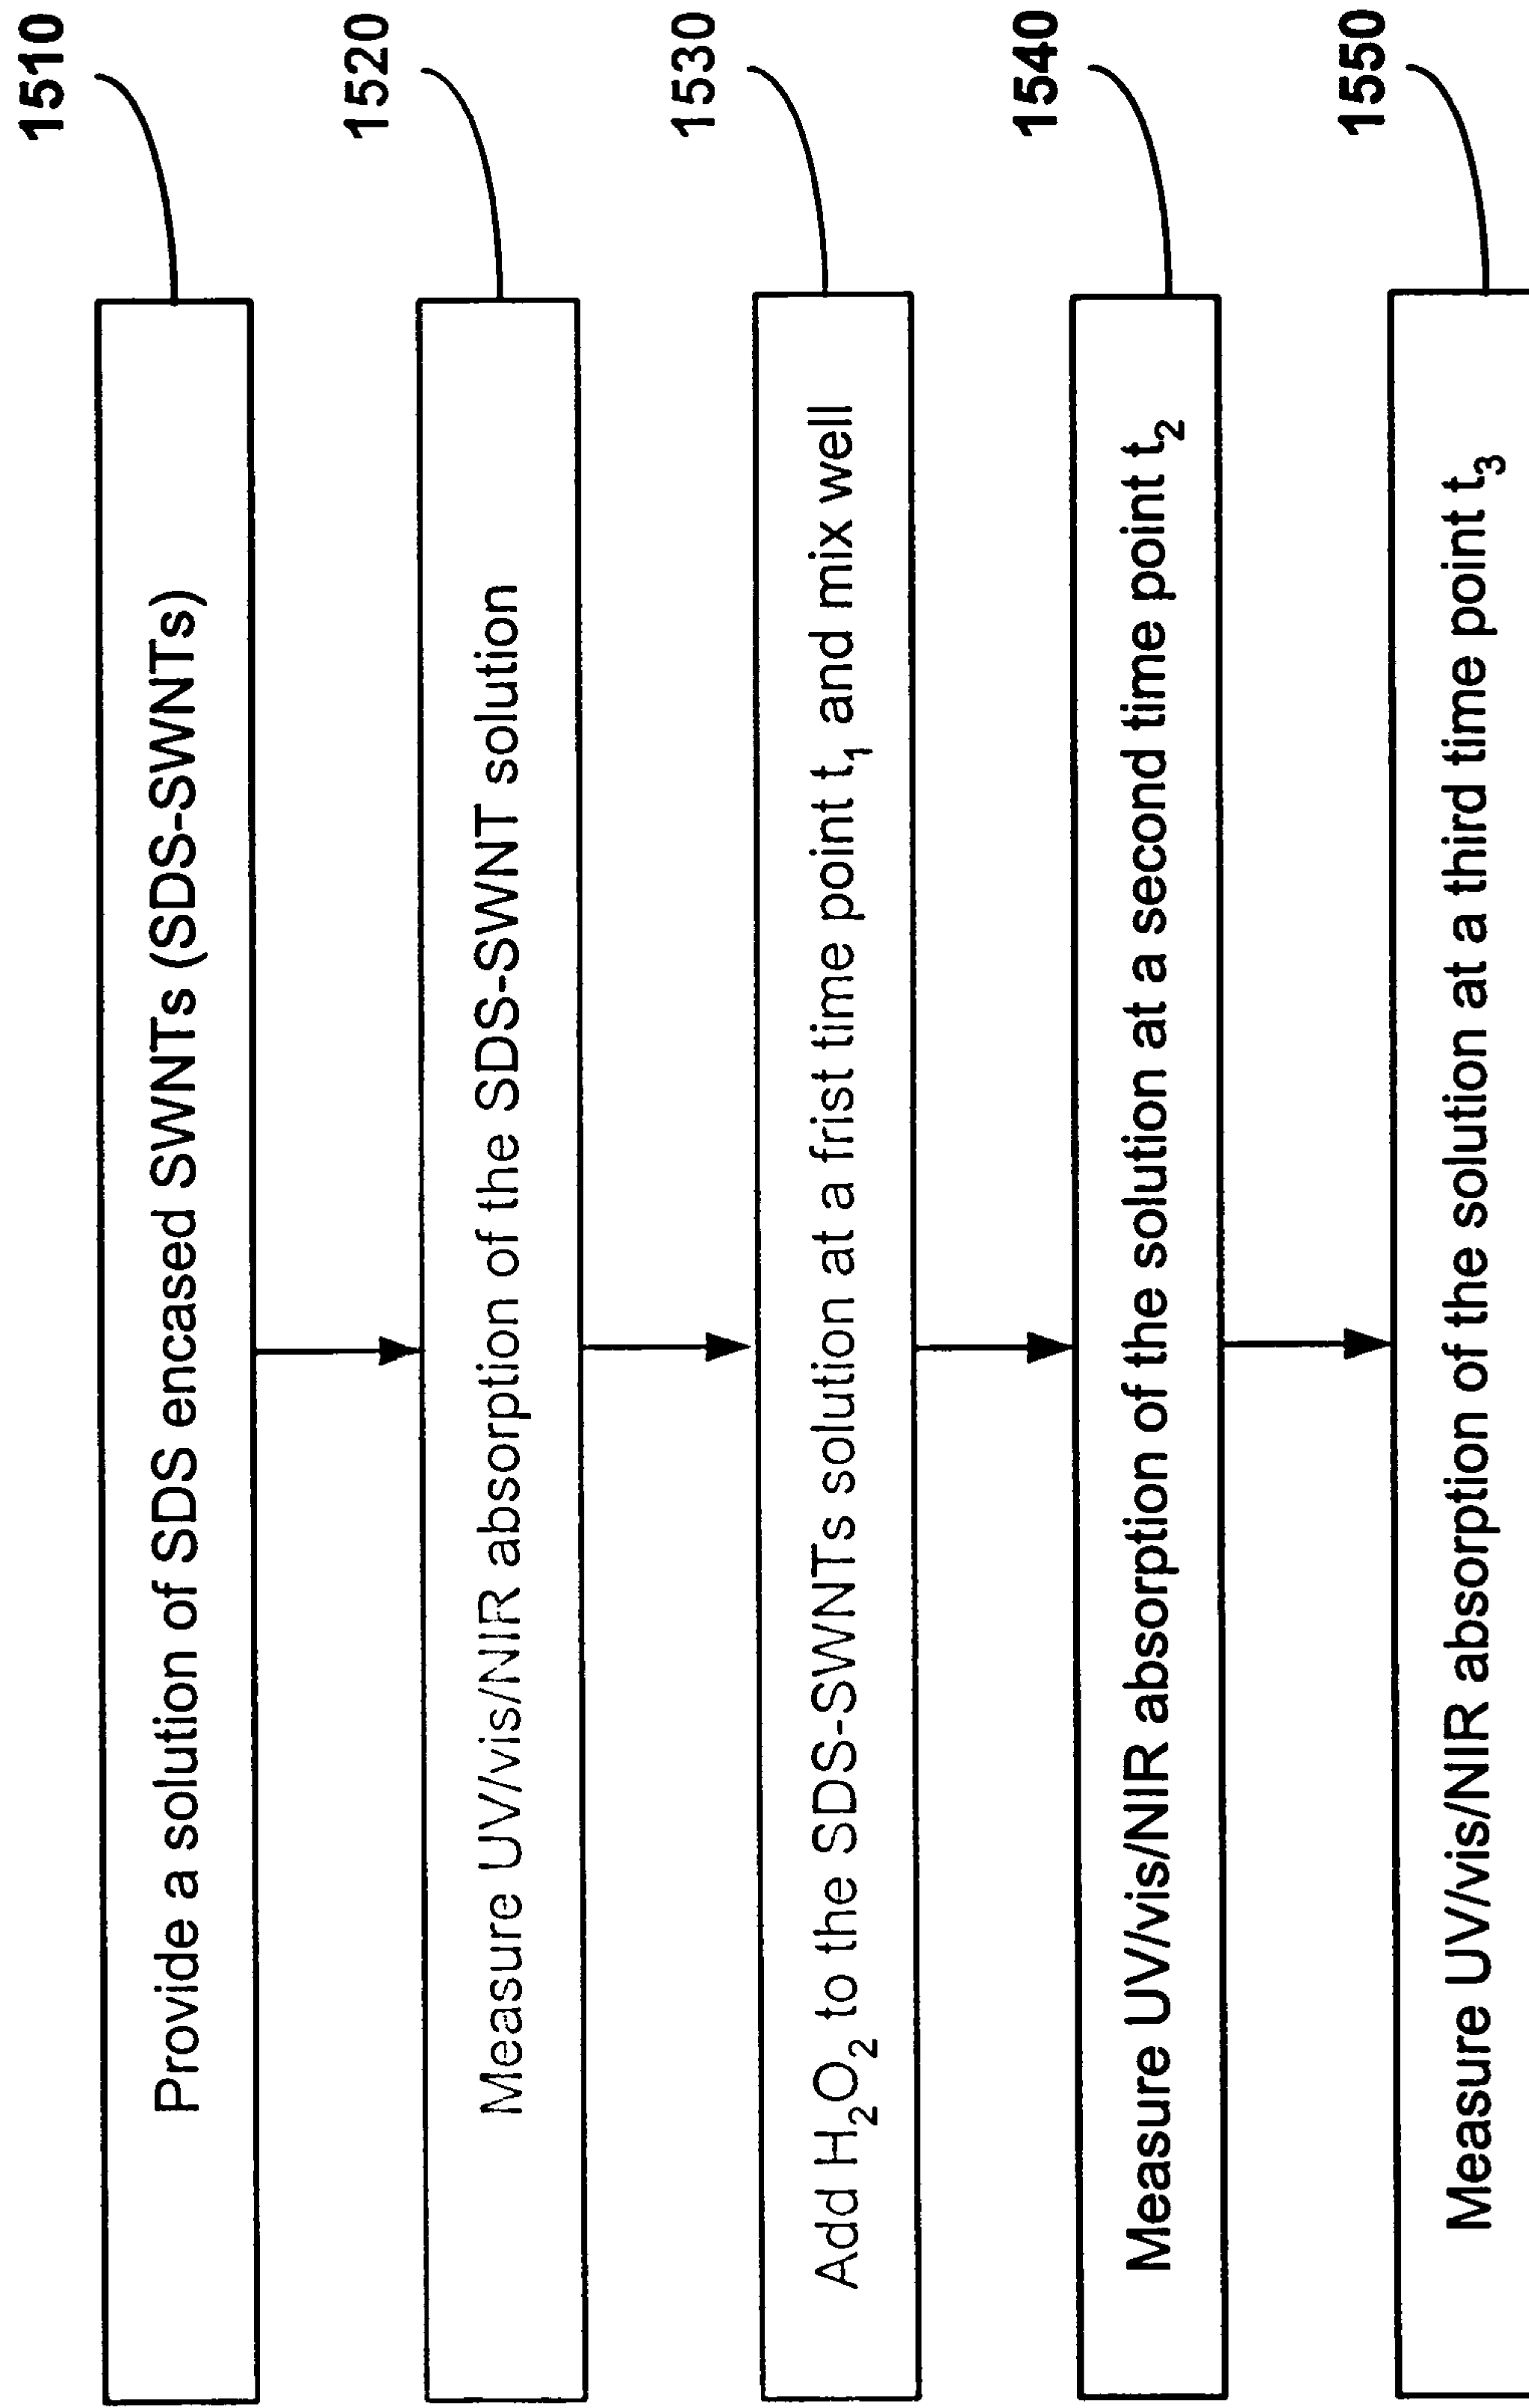 1510
Provide a solution of SDS encased SWNTs (SDS-SWNTs)
1520
Measure UV/vis/NIR absorption of the SDS-SWNT solution
1530
Add H₂O₂ to the SDS-SWNTs solution at a frist time point t₁ and mix well
1540
Measure UV/vis/NIR absorption of the solution at a second time point t₂
1550
Measure UV/vis/NIR absorption of the solution at a third time point t₃